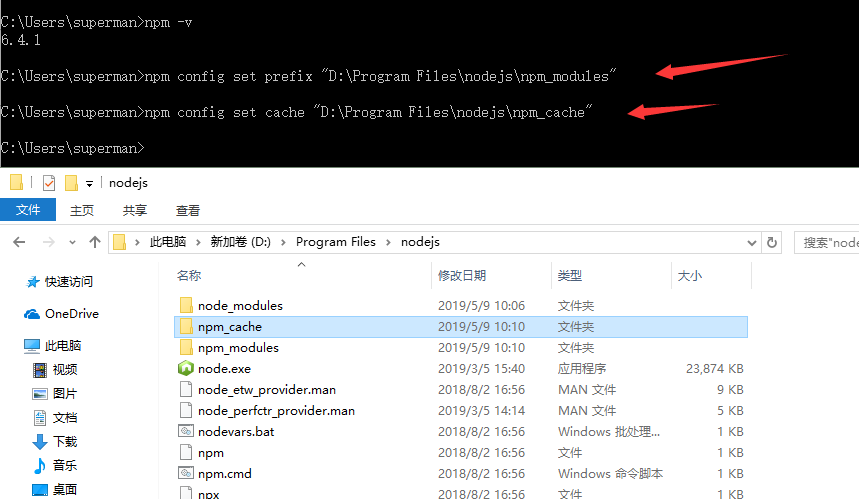 C:\Users\superman>npm -v
6.4.1
C:\Users\superman>npm config set prefix "D:\Program Files\nodejs\npm_modules"
C:\Users\superman>npm config set cache "D:\Program Files\nodejs\npm_cache"
C:\Users\superman>
nodejs
文件 主页 共享 查看
此电脑 新加卷 (D:) Program Files nodejs 搜索"node
名称 修改日期 类型 大小
快速访问
OneDrive
此电脑
视频
图片
文档
下载
音乐
桌面
node_modules 2019/5/9 10:06 文件夹
npm_cache 2019/5/9 10:10 文件夹
npm_modules 2019/5/9 10:10 文件夹
node.exe 2019/3/5 15:40 应用程序 23,874 KB
node_etw_provider.man 2018/8/2 16:56 MAN 文件 9 KB
node_perfctr_provider.man 2019/3/5 14:14 MAN 文件 5 KB
nodevars.bat 2018/8/2 16:56 Windows 批处理... 1 KB
npm 2018/8/2 16:56 文件 1 KB
npm.cmd 2018/8/2 16:56 Windows 命令脚本 1 KB
npx 2018/8/2 16:56 文件 1 KB